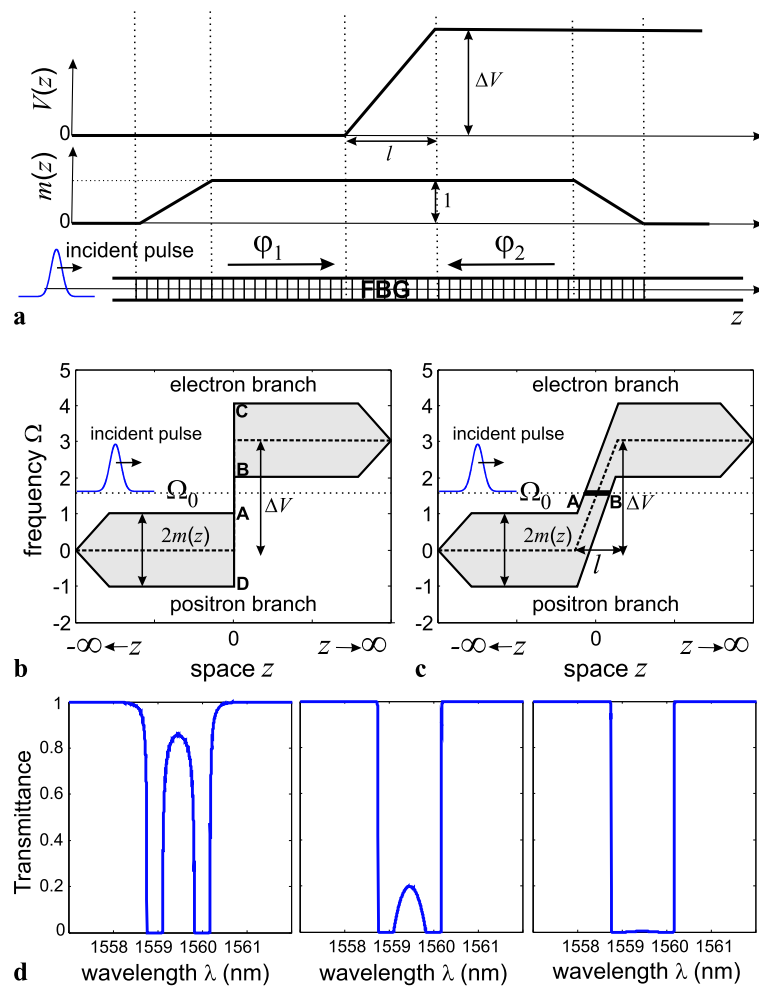 V(z)
0
ΔV
l
m(z)
0
1
incident pulse
φ1
φ2
FBG
a
z
5
4
3
2
1
0
-1
-2
frequency Ω
electron branch
C
incident pulse
B
Ω0
ΔV
A
2m(z)
D
positron branch
-∞←z
0
z→∞
b
space z
5
4
3
2
1
0
-1
-2
electron branch
incident pulse
Ω0
A
B
ΔV
2m(z)
l
positron branch
-∞←z
0
z→∞
c
space z
Transmittance
1
0.8
0.6
0.4
0.2
0
1558 1559 1560 1561
1558 1559 1560 1561
1558 1559 1560 1561
d
wavelength λ (nm)
wavelength λ (nm)
wavelength λ (nm)